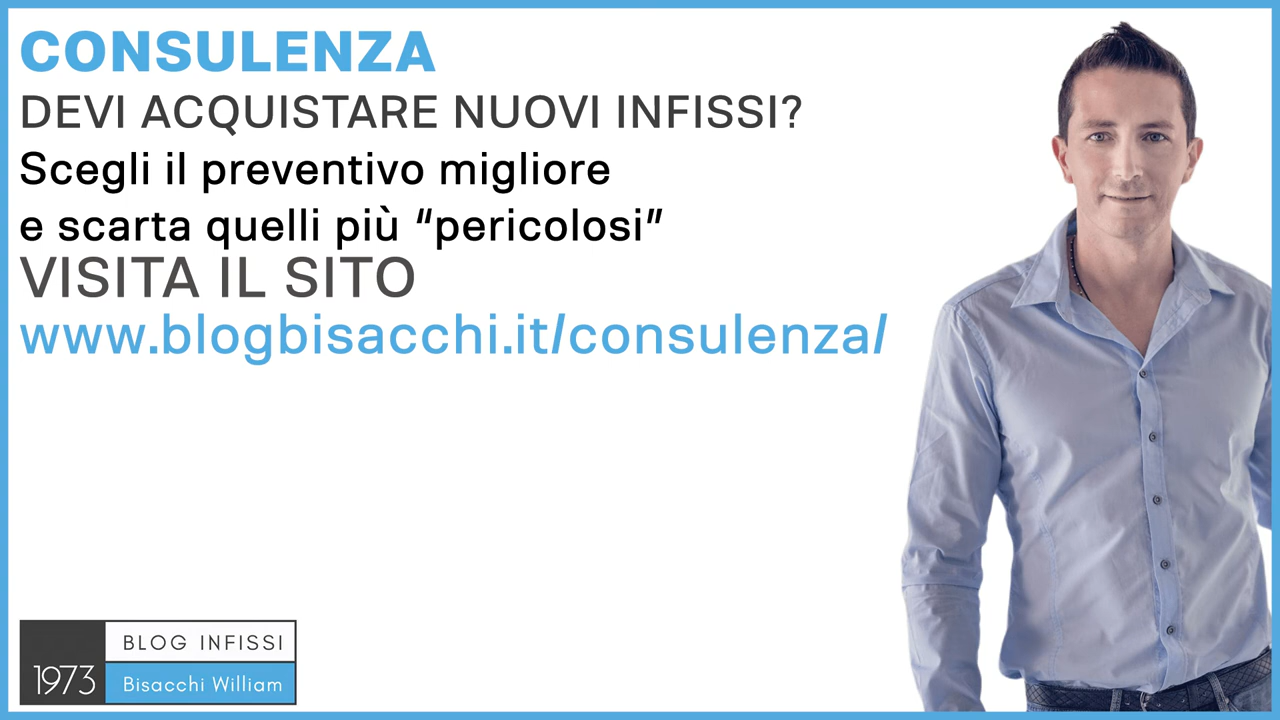 CONSULENZA
DEVI ACQUISTARE NUOVI INFISSI?
Scegli il preventivo migliore
e scarta quelli più “pericolosi”
VISITA IL SITO
www.blogbisacchi.it/consulenza/
BLOG INFISSI
1973
Bisacchi William